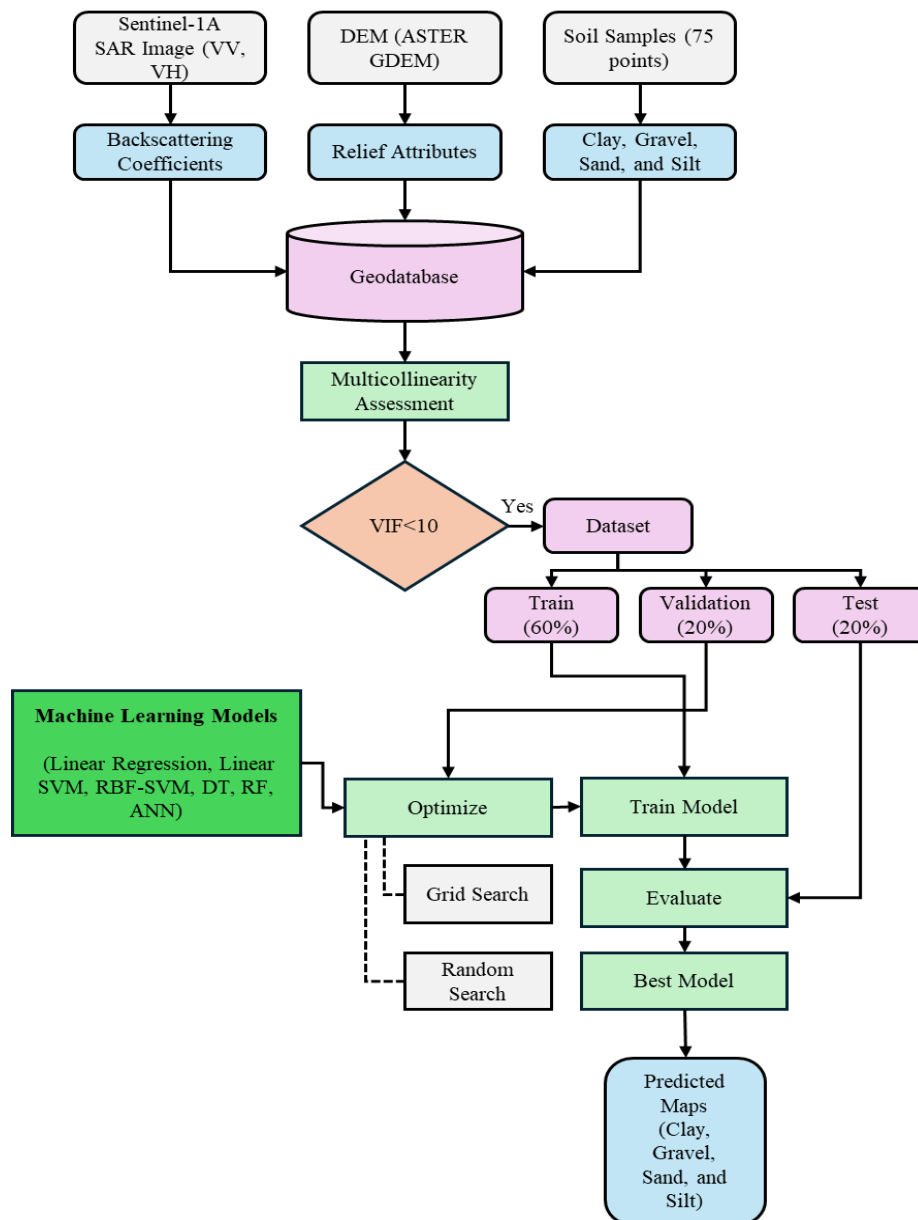 Sentinel-1A
SAR Image (VV,
VH)
DEM (ASTER
GDEM)
Soil Samples (75
points)
Backscattering
Coefficients
Relief Attributes
Clay, Gravel,
Sand, and Silt
Geodatabase
Multicollinearity
Assessment
VIF<10
Yes
Dataset
Train
(60%)
Validation
(20%)
Test
(20%)
Machine Learning Models
(Linear Regression, Linear
SVM, RBF-SVM, DT, RF,
ANN)
Optimize
Train Model
Grid Search
Evaluate
Random
Search
Best Model
Predicted
Maps
(Clay,
Gravel,
Sand, and
Silt)